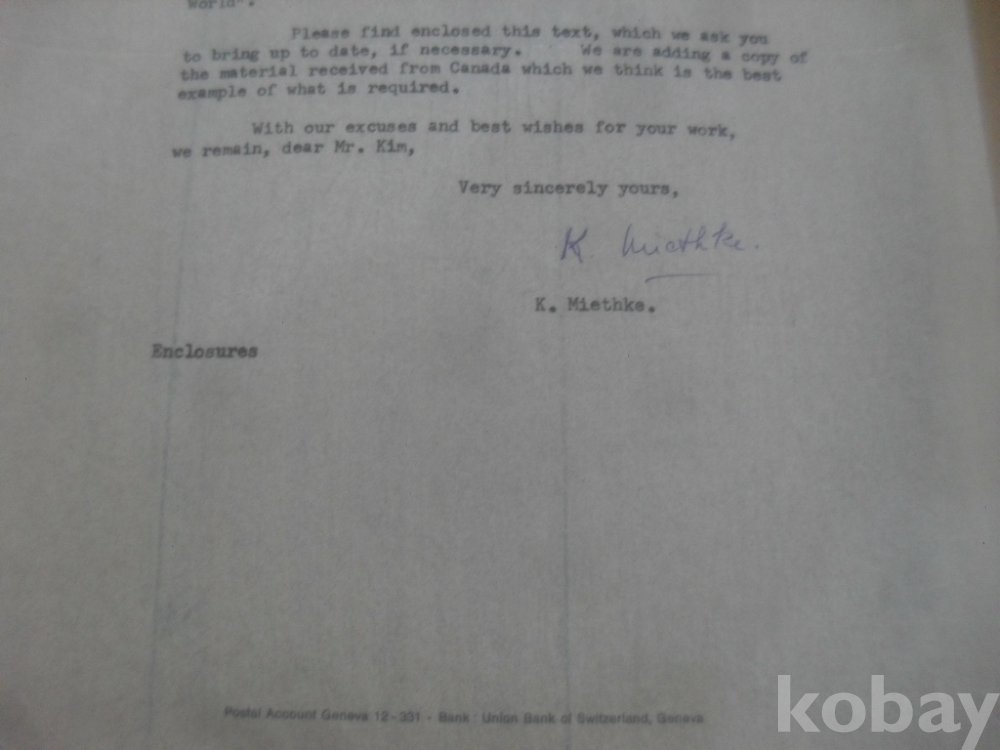 World".
Please find enclosed this text, which we ask you
to bring up to date, if necessary. We are adding a copy of
the material received from Canada which we think is the best
example of what is required.
With our excuses and best wishes for your work,
we remain, dear Mr. Kim,
Very sincerely yours,
K. Miethke.
K. Miethke.
Enclosures
Postal Account Geneva 12-331 - Bank : Union Bank of Switzerland, Geneva
kobay